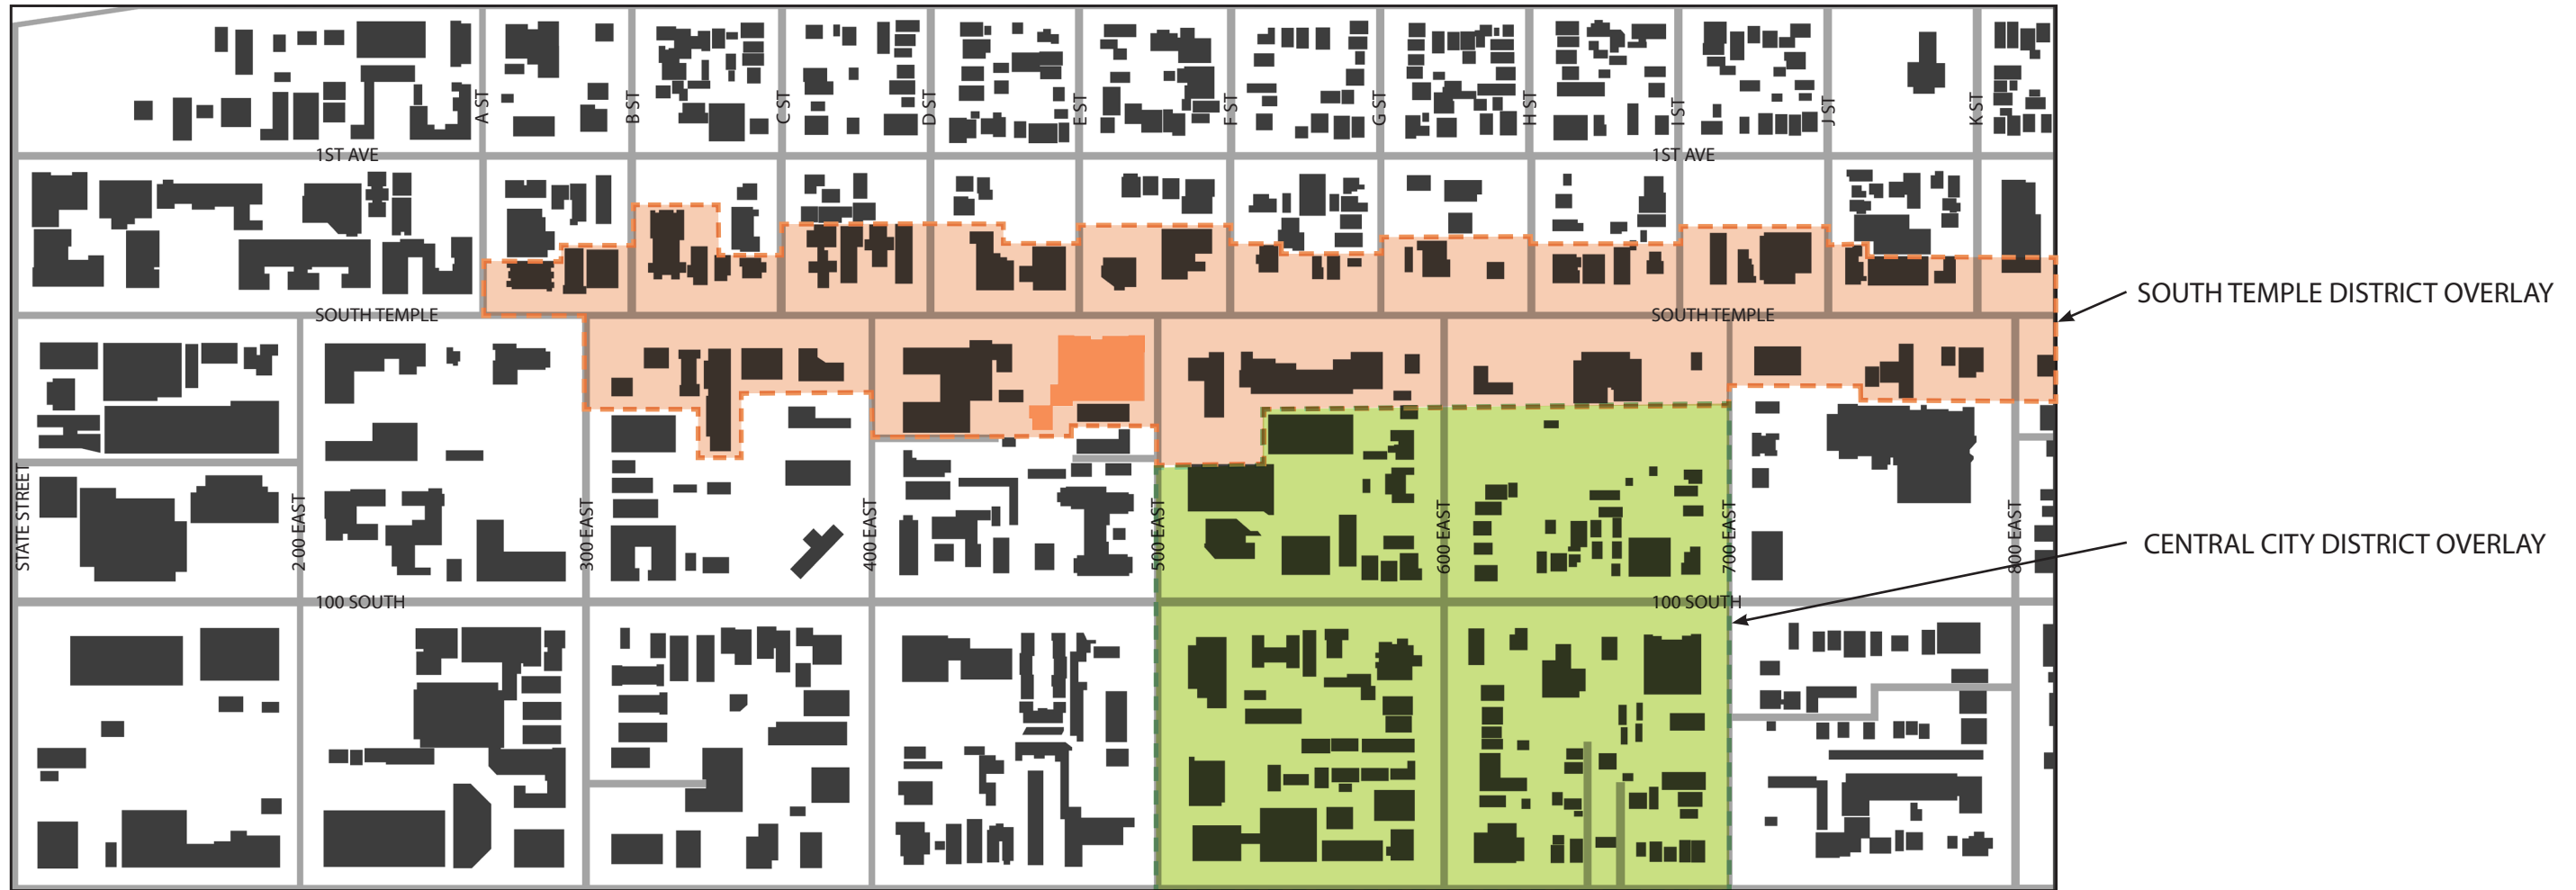 A ST
B ST
C ST
D ST
E ST
F ST
G ST
H ST
I ST
J ST
K ST
1ST AVE
1ST AVE
SOUTH TEMPLE DISTRICT OVERLAY
SOUTH TEMPLE
SOUTH TEMPLE
STATE STREET
200 EAST
300 EAST
400 EAST
500 EAST
600 EAST
700 EAST
800 EAST
CENTRAL CITY DISTRICT OVERLAY
100 SOUTH
100 SOUTH